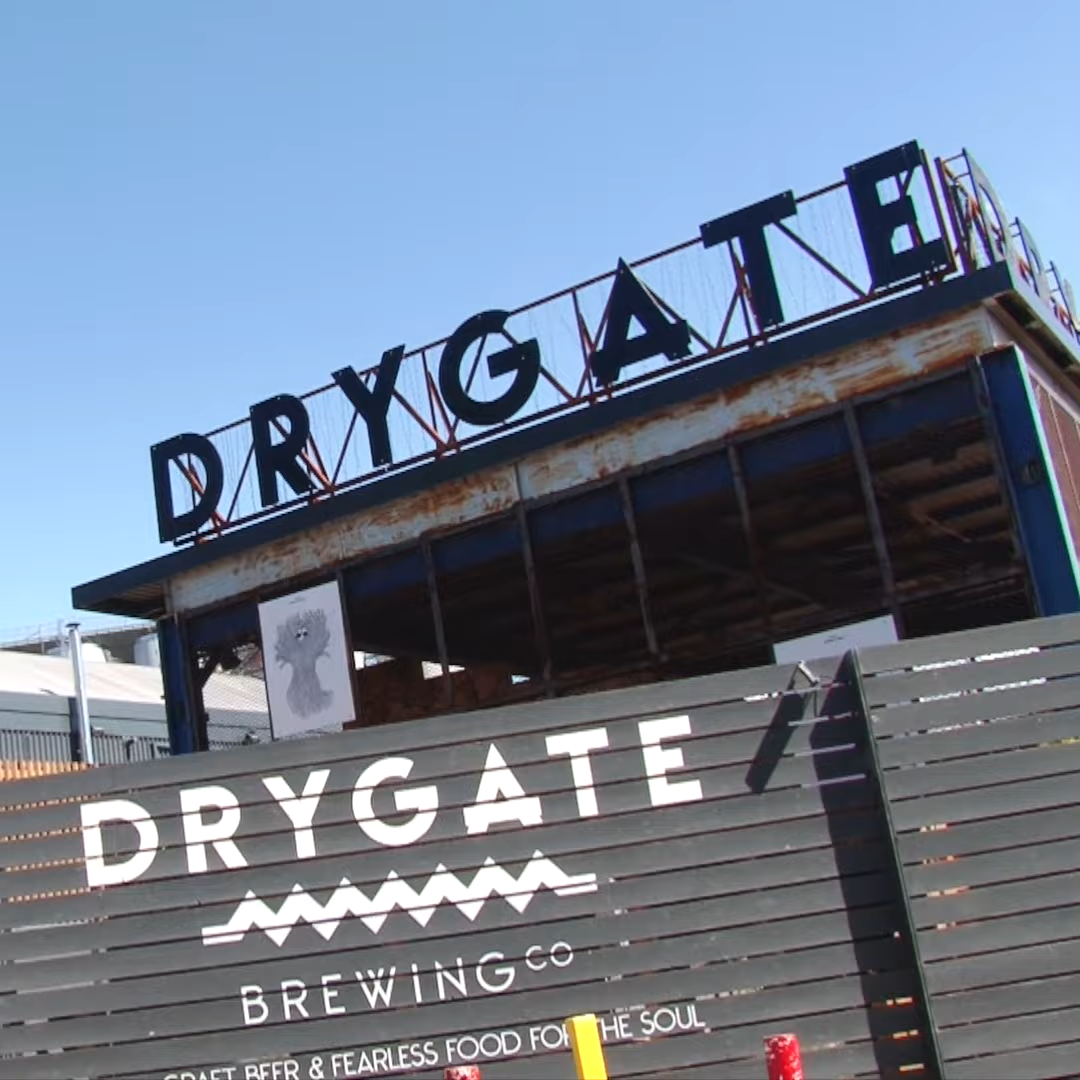 DRYGATE
DRYGATE
BREWING CO
CRAFT BEER & FEARLESS FOOD FOR THE SOUL